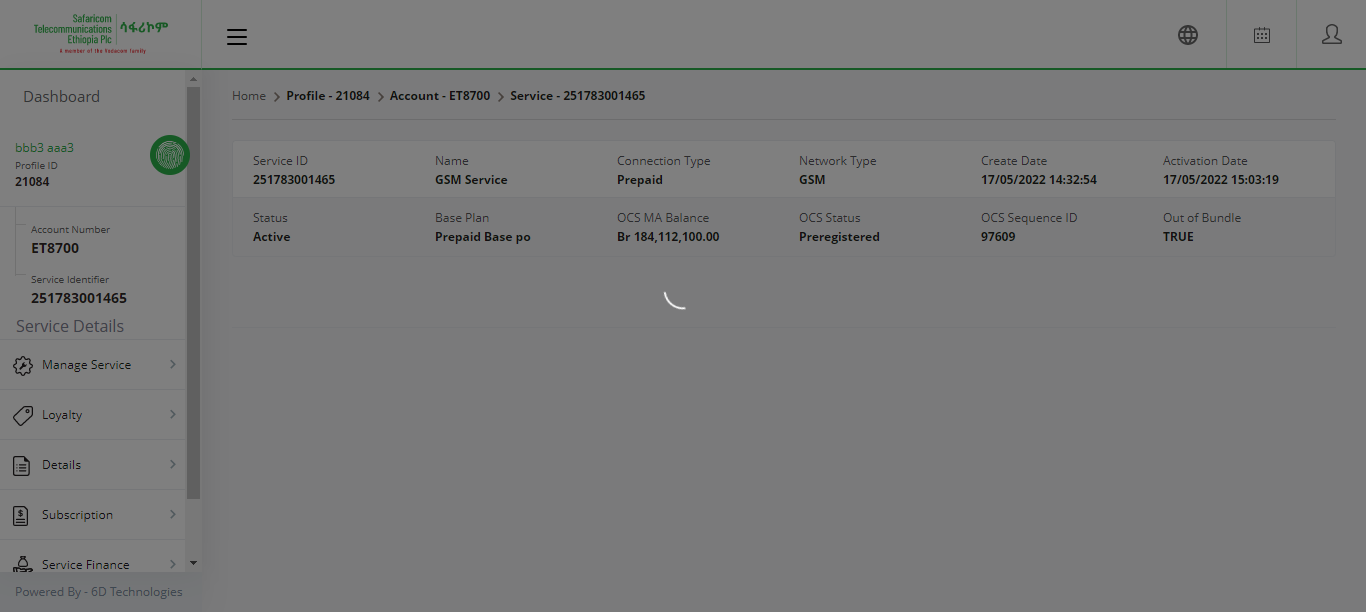 Safaricom
Telecommunications
Ethiopia Plc
ሳፋሪኮም
A member of the Vodacom family
Dashboard
Home > Profile - 21084 > Account - ET8700 > Service - 251783001465
bbb3 aaa3
Profile ID
21084
Account Number
ET8700
Service Identifier
251783001465
Service Details
Manage Service
Loyalty
Details
Subscription
Service Finance
Powered By - 6D Technologies
Service ID Name Connection Type Network Type Create Date Activation Date
251783001465 GSM Service Prepaid GSM 17/05/2022 14:32:54 17/05/2022 15:03:19
Status Base Plan OCS MA Balance OCS Status OCS Sequence ID Out of Bundle
Active Prepaid Base po Br 184,112,100.00 Preregistered 97609 TRUE